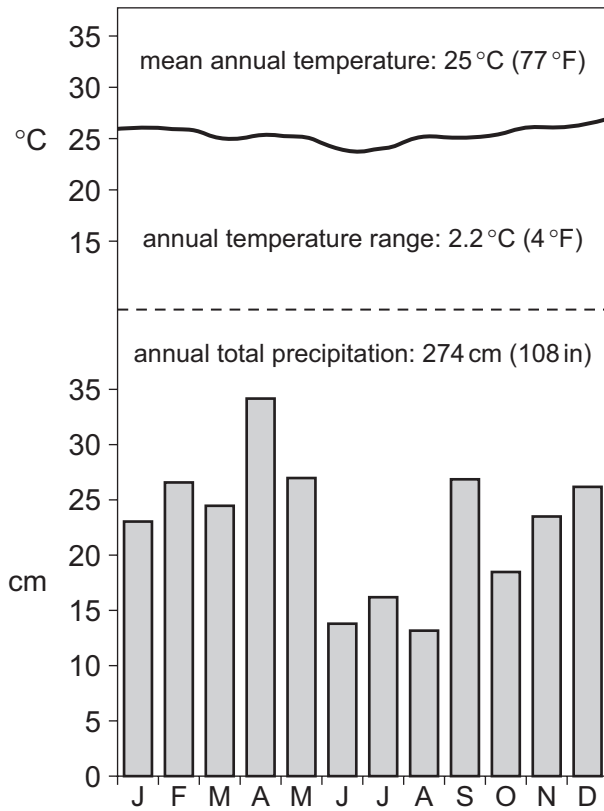 35
mean annual temperature: 25 °C (77 °F)
30
°C
25
20
15
annual temperature range: 2.2 °C (4 °F)
annual total precipitation: 274 cm (108 in)
35
30
25
20
cm
15
10
5
0
J F M A M J J A S O N D